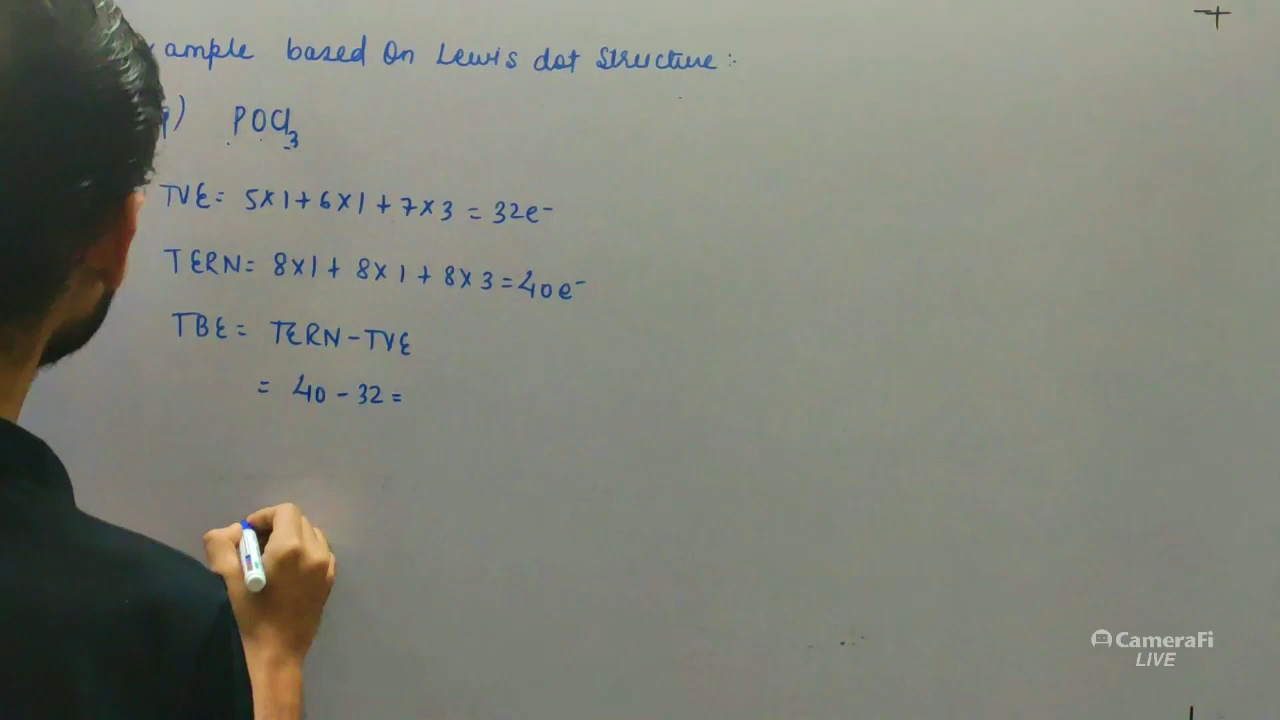 ample based On Lewis dot Structure :-
) POCl3
TVE = 5×1 + 6×1 + 7×3 = 32e⁻
TERN = 8×1 + 8×1 + 8×3 = 40e⁻
TBE = TERN - TVE
= 40 - 32 =
CameraFi
LIVE